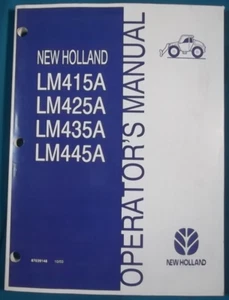 NEW HOLLAND
LM415A
LM425A
LM435A
LM445A
OPERATOR'S MANUAL
NEW HOLLAND